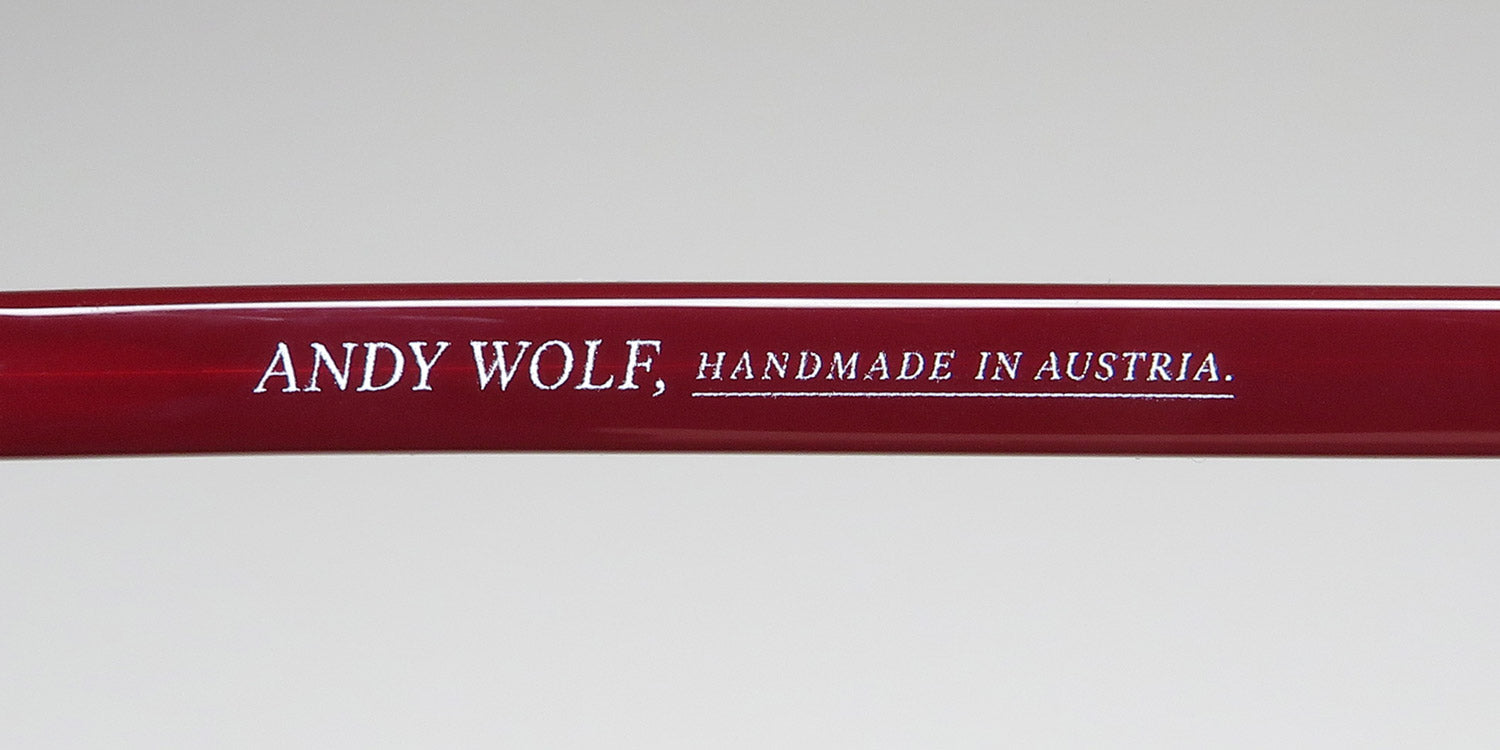 ANDY WOLF, HANDMADE IN AUSTRIA.